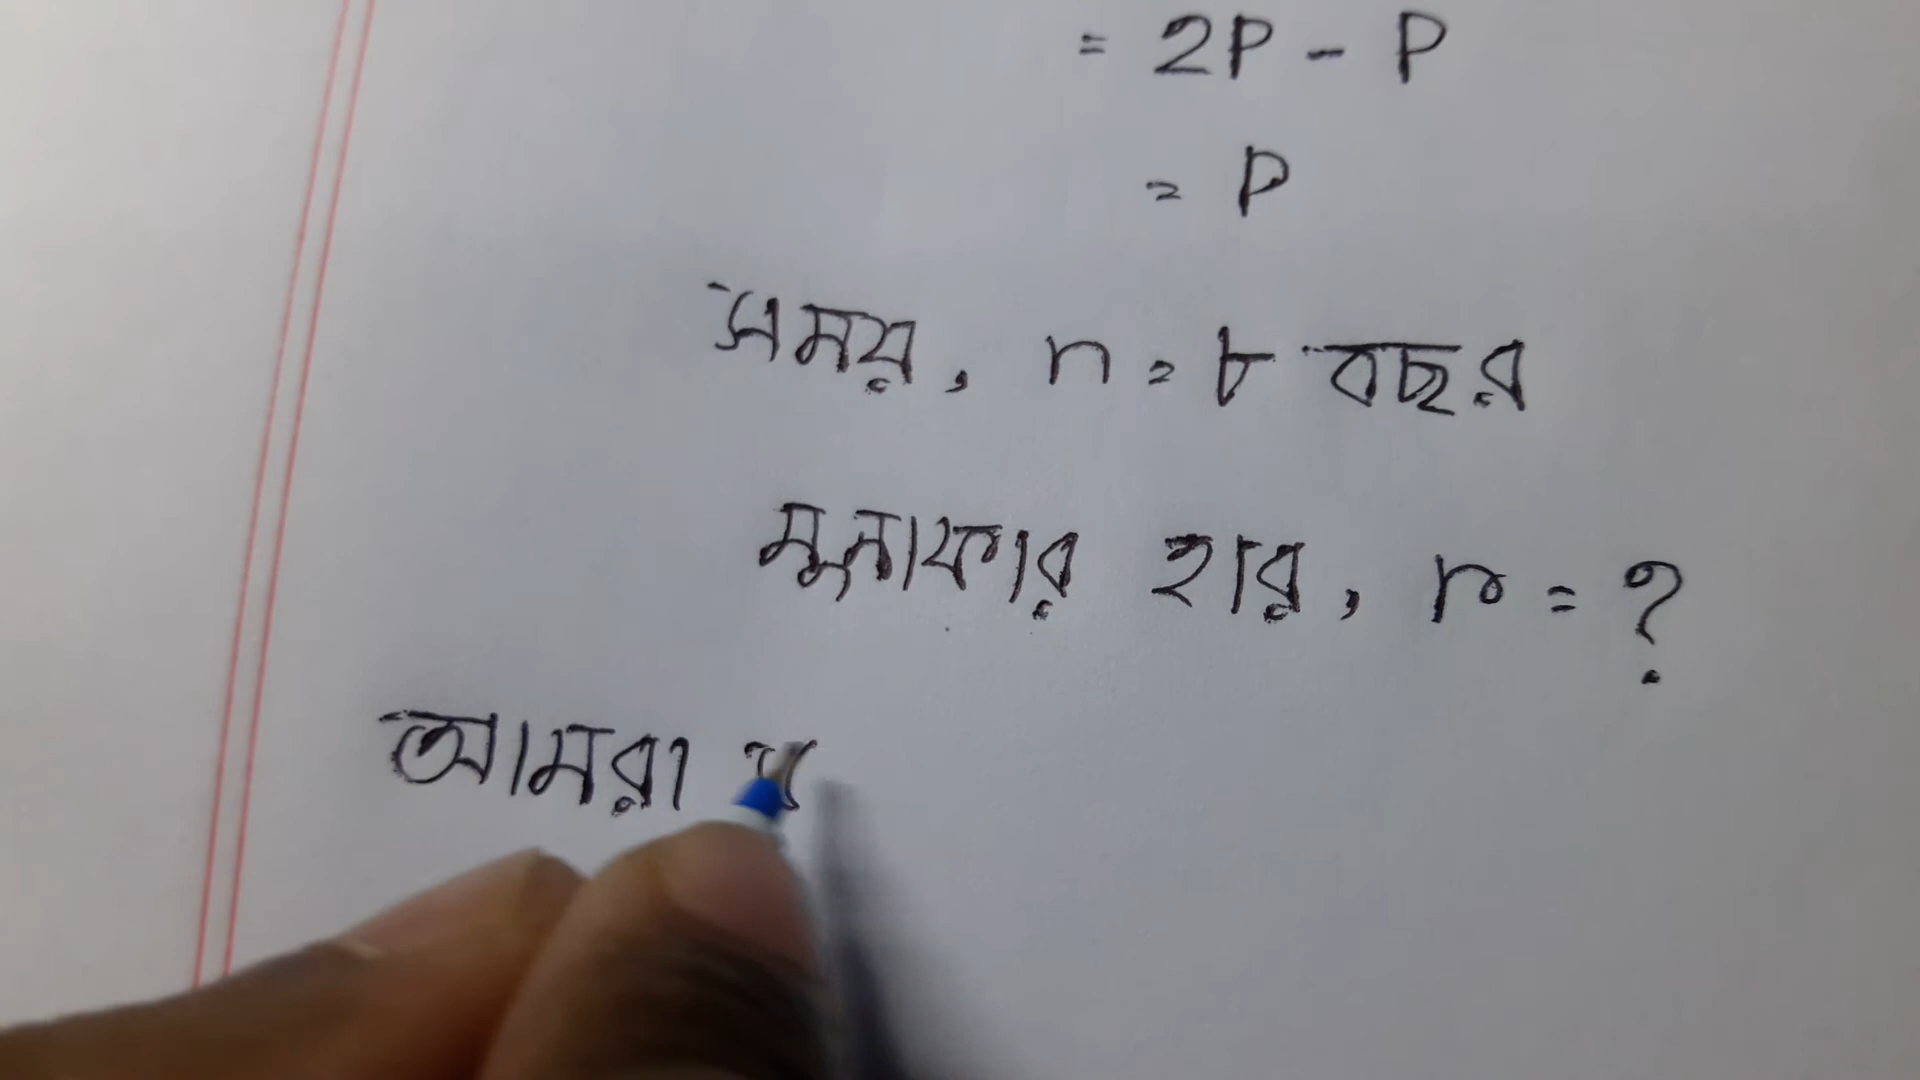 = 2P - P
= P
সময়, n = ৮ বছর
মুনাফার হার, r = ?
আমরা